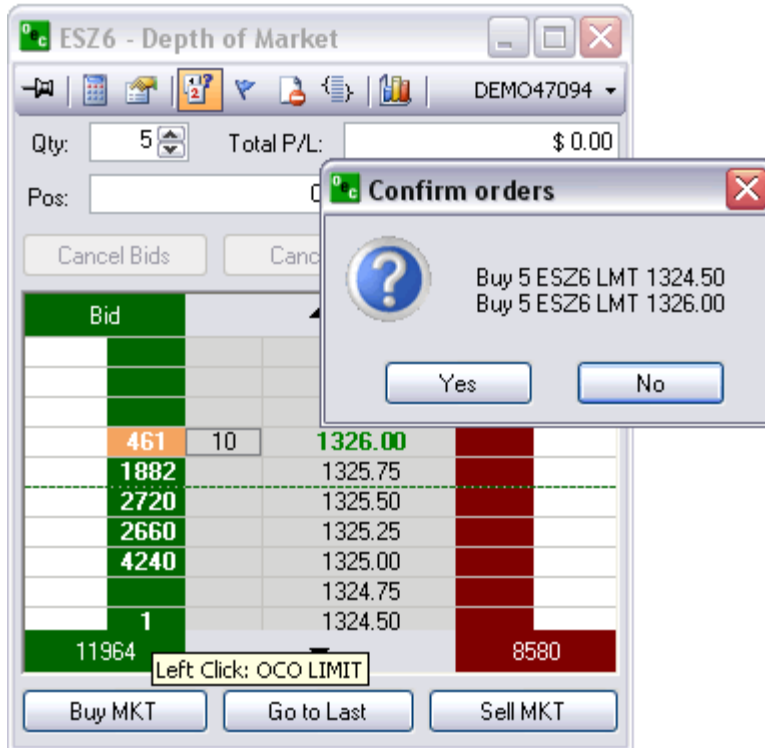 Oec ESZ6 - Depth of Market
DEMO47094
Qty: 5 Total P/L: $ 0.00
Pos:
Oec Confirm orders
Cancel Bids
Buy 5 ESZ6 LMT 1324.50
Buy 5 ESZ6 LMT 1326.00
Yes No
Bid
461 10 1326.00
1882 1325.75
2720 1325.50
2660 1325.25
4240 1325.00
1324.75
1 1324.50
11964 8580
Left Click: OCO LIMIT
Buy MKT Go to Last Sell MKT